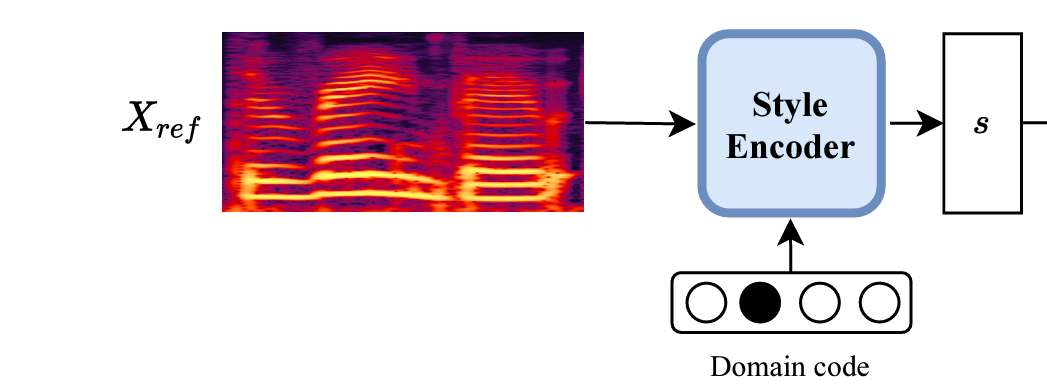 X_ref
Style
Encoder
s
Domain code